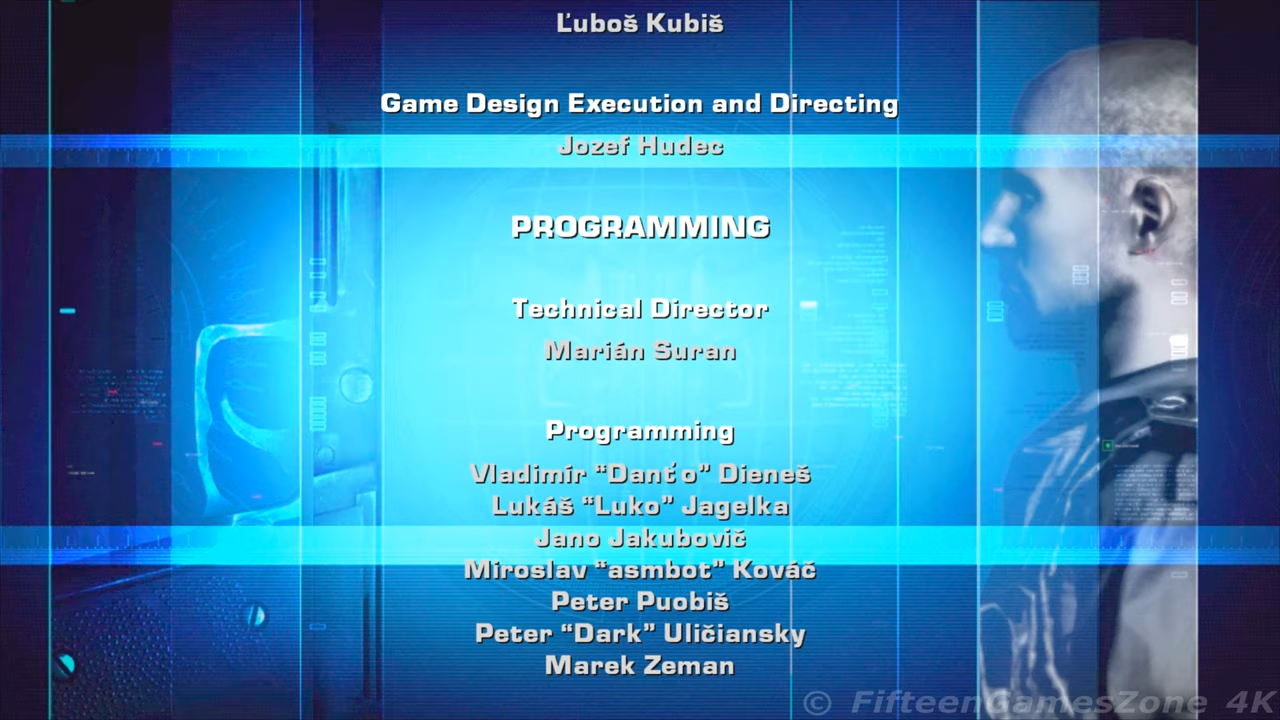 Ľuboš Kubiš
Game Design Execution and Directing
Jozef Hudec
PROGRAMMING
Technical Director
Marián Suran
Programming
Vladimír “Danťo” Dieneš
Lukáš “Luko” Jagelka
Jano Jakubovič
Miroslav “asmbot” Kováč
Peter Puobiš
Peter “Dark” Uličiansky
Marek Zeman
© FifteenGamesZone 4K